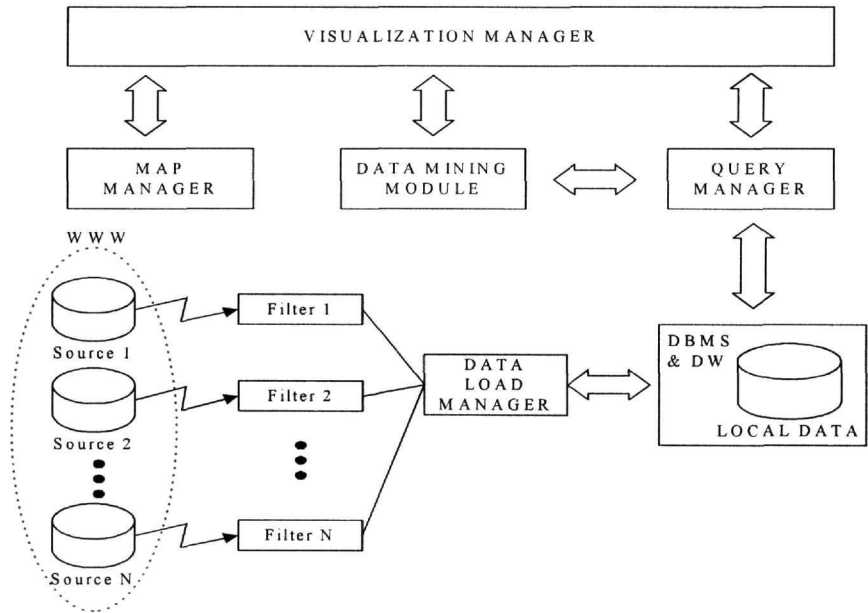 VISUALIZATION MANAGER
MAP
MANAGER
DATA MINING
MODULE
QUERY
MANAGER
WWW
Source 1
Filter 1
Source 2
Filter 2
Source N
Filter N
DATA
LOAD
MANAGER
DBMS
& DW
LOCAL DATA